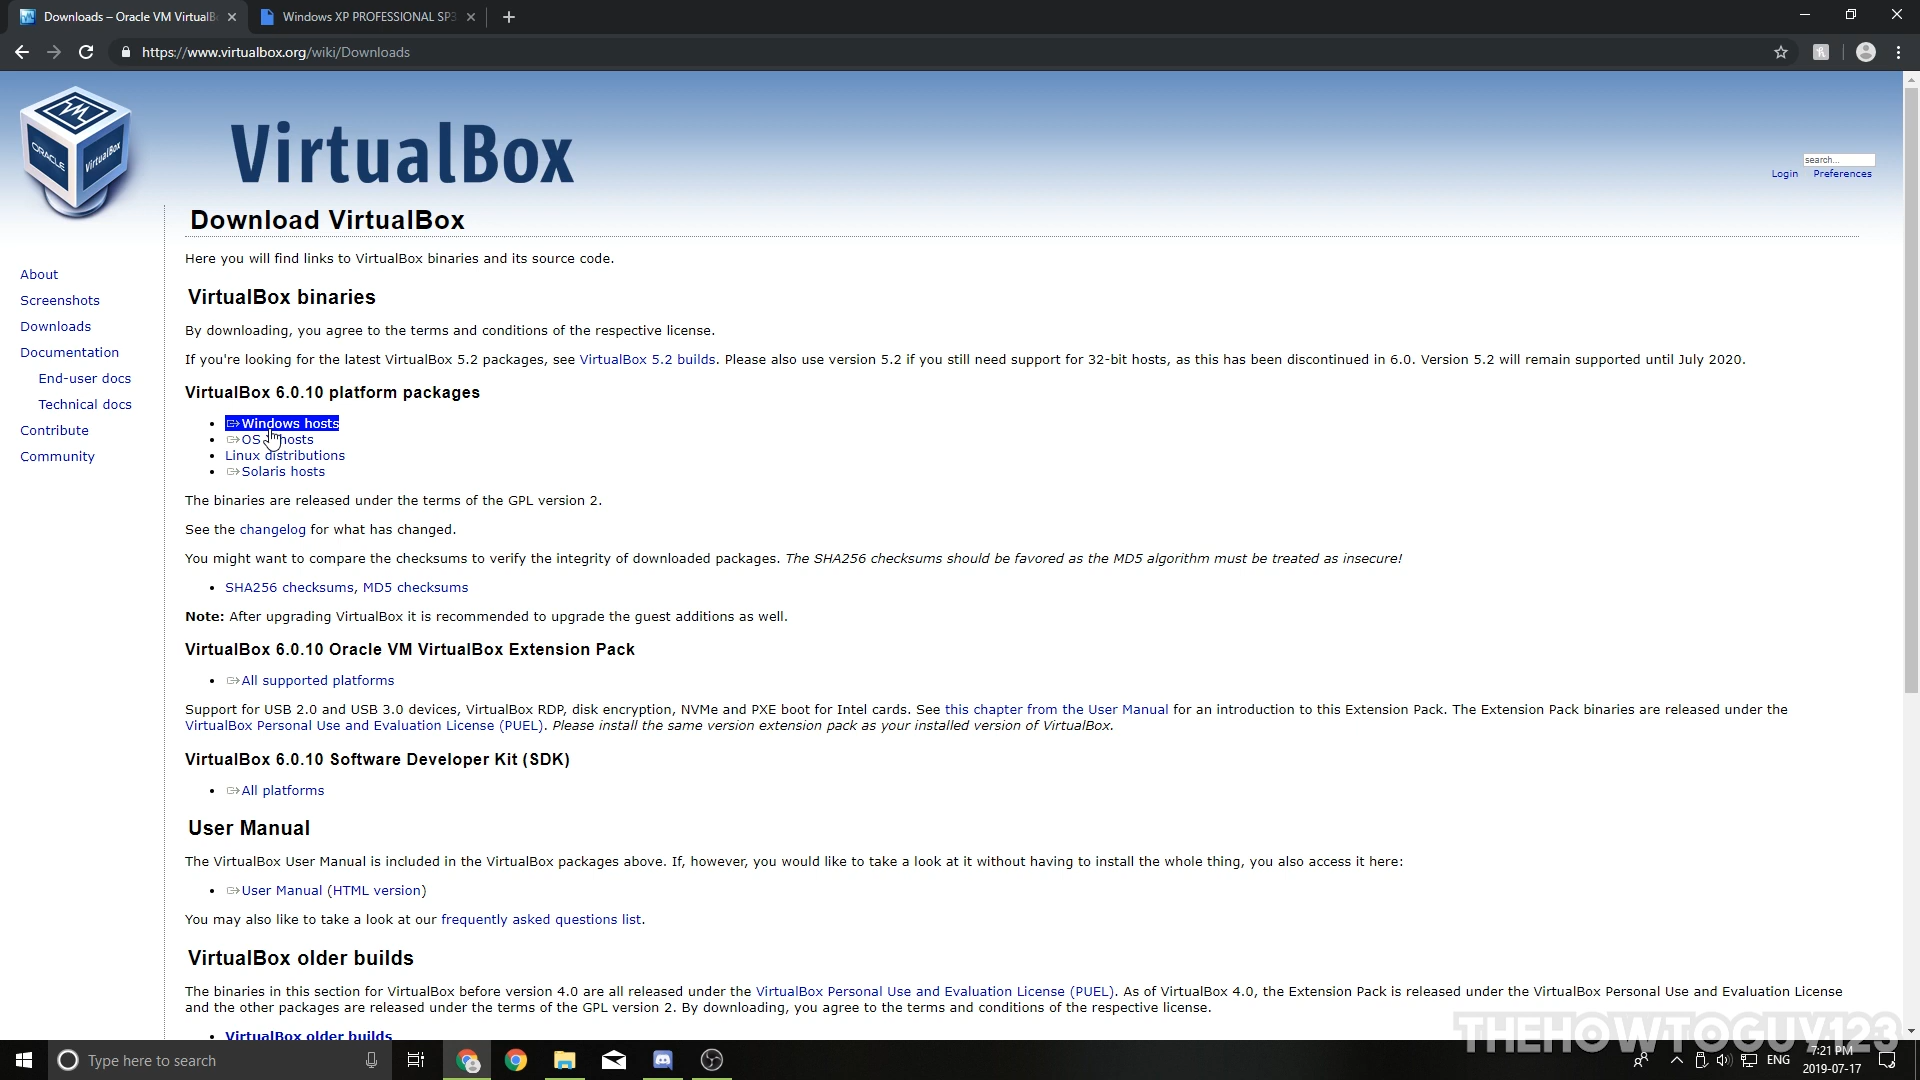 Downloads – Oracle VM VirtualB
Windows XP PROFESSIONAL SP3
https://www.virtualbox.org/wiki/Downloads
ORACLE
VirtualBox
VirtualBox
search...
Login Preferences
Download VirtualBox
Here you will find links to VirtualBox binaries and its source code.
About
Screenshots
Downloads
Documentation
End-user docs
Technical docs
Contribute
Community
VirtualBox binaries
By downloading, you agree to the terms and conditions of the respective license.
If you're looking for the latest VirtualBox 5.2 packages, see VirtualBox 5.2 builds. Please also use version 5.2 if you still need support for 32-bit hosts, as this has been discontinued in 6.0. Version 5.2 will remain supported until July 2020.
VirtualBox 6.0.10 platform packages
Windows hosts
OS hosts
Linux distributions
Solaris hosts
The binaries are released under the terms of the GPL version 2.
See the changelog for what has changed.
You might want to compare the checksums to verify the integrity of downloaded packages. The SHA256 checksums should be favored as the MD5 algorithm must be treated as insecure!
SHA256 checksums, MD5 checksums
Note: After upgrading VirtualBox it is recommended to upgrade the guest additions as well.
VirtualBox 6.0.10 Oracle VM VirtualBox Extension Pack
All supported platforms
Support for USB 2.0 and USB 3.0 devices, VirtualBox RDP, disk encryption, NVMe and PXE boot for Intel cards. See this chapter from the User Manual for an introduction to this Extension Pack. The Extension Pack binaries are released under the
VirtualBox Personal Use and Evaluation License (PUEL). Please install the same version extension pack as your installed version of VirtualBox.
VirtualBox 6.0.10 Software Developer Kit (SDK)
All platforms
User Manual
The VirtualBox User Manual is included in the VirtualBox packages above. If, however, you would like to take a look at it without having to install the whole thing, you also access it here:
User Manual (HTML version)
You may also like to take a look at our frequently asked questions list.
VirtualBox older builds
The binaries in this section for VirtualBox before version 4.0 are all released under the VirtualBox Personal Use and Evaluation License (PUEL). As of VirtualBox 4.0, the Extension Pack is released under the VirtualBox Personal Use and Evaluation License
and the other packages are released under the terms of the GPL version 2. By downloading, you agree to the terms and conditions of the respective license.
VirtualBox older builds
THEHOWTOGUY123
Type here to search
ENG
7:21 PM
2019-07-17